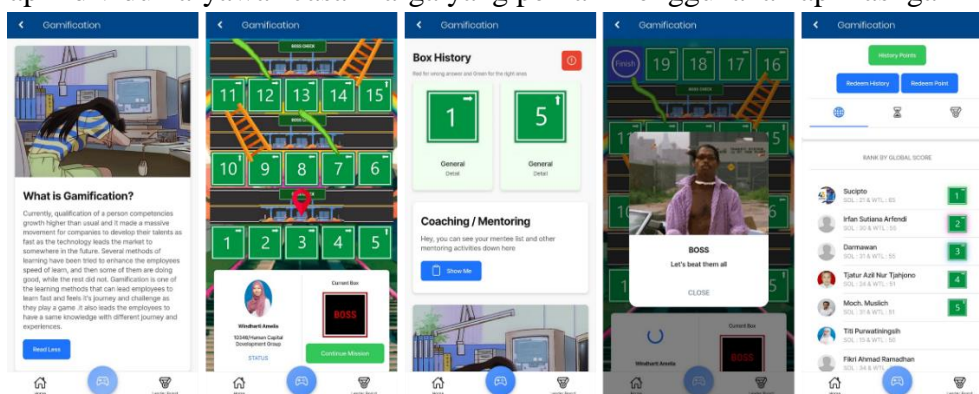 Gamification
What is Gamification?
Currently, qualification of a person competencies
growth higher than usual and it made a massive
movement for companies to develop their talents as
fast as the technology leads the market to
somewhere in the future. Several methods of
learning have been tried to enhance the employees
speed of learn, and then some of them are doing
good, while the rest did not. Gamification is one of
the learning methods that can lead employees to
learn fast and feels it's journey and challenge as
they play a game .It also leads the employees to
have a same knowledge with different journey and
experiences.
Read Less
Gamification
BOSS CHECK
11 12 13 14 15
10 9 8 7 6
1 2 3 4 5
Windharit Amelia
Human Capital
Development Group
STATUS
Current Box
BOSS
Continue Mission
Gamification
Box History
Red for wrong answer and Green for the right ones
1
General
Detail
5
General
Detail
Coaching / Mentoring
Hey, you can see your mentee list and other
mentoring activities down here
Show Me
Gamification
Finish 19 18 17 16
BOSS
Let's beat them all
CLOSE
Windharit Amelia
Current Box
BOSS
Gamification
History Points
Redeem History
Redeem Point
RANK BY GLOBAL SCORE
Sucipto
1
Irfan Sutiana Arfendi
2
Darmawan
3
Tjatur Azil Nur Tjahjono
4
Moch. Muslich
5
Titi Purwatiningsih
Fikri Ahmad Ramadhan